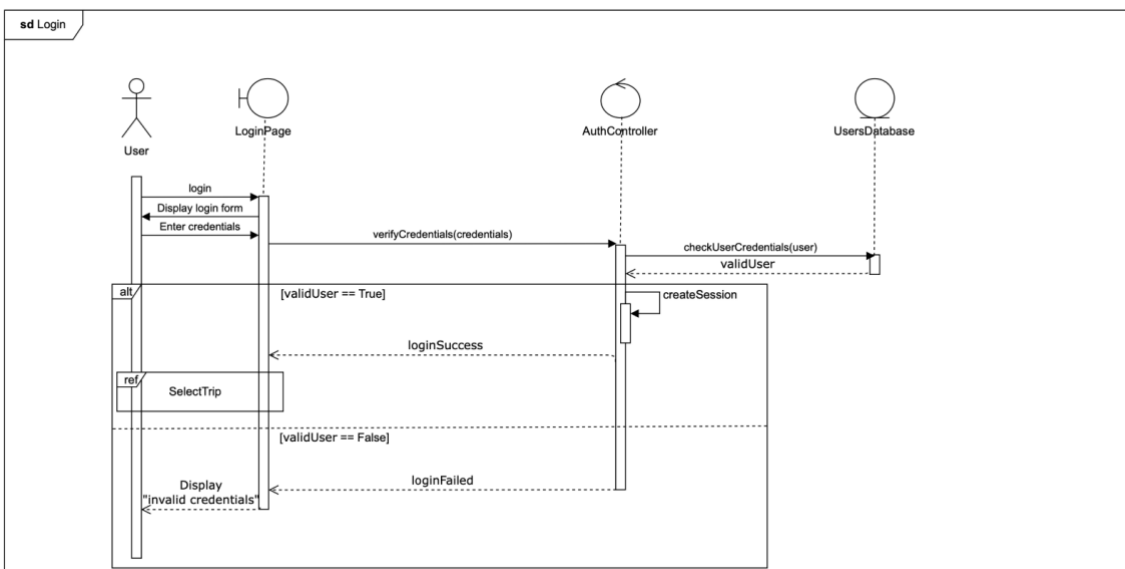 sd Login
User
LoginPage
AuthController
UsersDatabase
login
Display login form
Enter credentials
verifyCredentials(credentials)
checkUserCredentials(user)
validUser
alt
[validUser == True]
createSession
loginSuccess
ref
SelectTrip
[validUser == False]
loginFailed
Display
"invalid credentials"